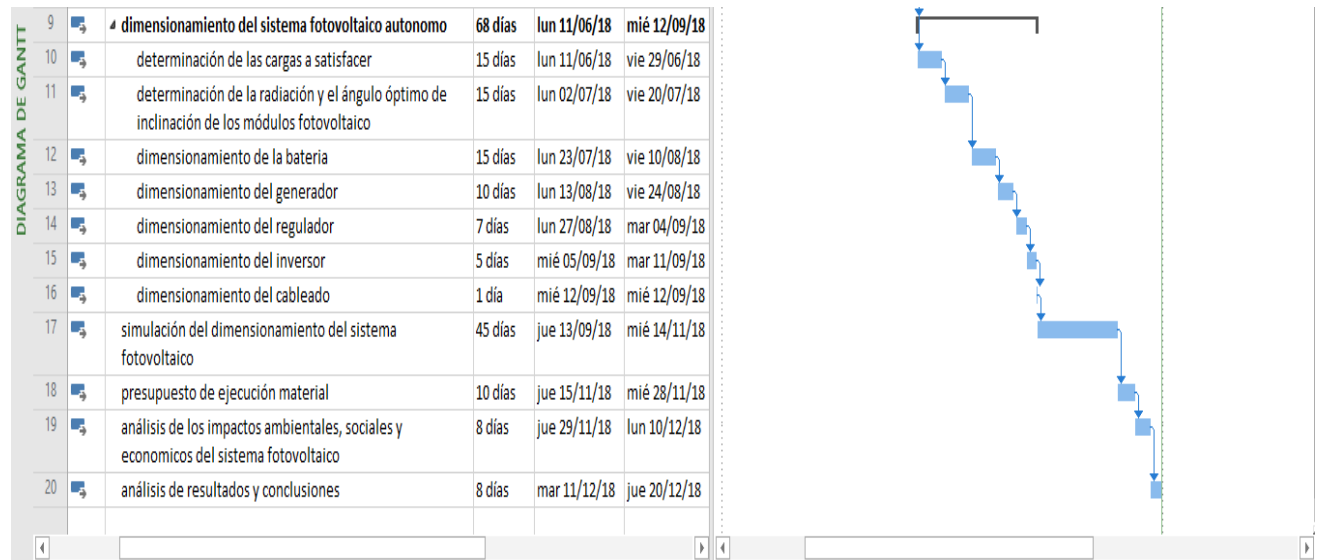 DIAGRAMA DE GANTT
9 dimensionamiento del sistema fotovoltaico autonomo 68 días lun 11/06/18 mié 12/09/18
10 determinación de las cargas a satisfacer 15 días lun 11/06/18 vie 29/06/18
11 determinación de la radiación y el ángulo óptimo de 15 días lun 02/07/18 vie 20/07/18
inclinación de los módulos fotovoltaico
12 dimensionamiento de la bateria 15 días lun 23/07/18 vie 10/08/18
13 dimensionamiento del generador 10 días lun 13/08/18 vie 24/08/18
14 dimensionamiento del regulador 7 días lun 27/08/18 mar 04/09/18
15 dimensionamiento del inversor 5 días mié 05/09/18 mar 11/09/18
16 dimensionamiento del cableado 1 día mié 12/09/18 mié 12/09/18
17 simulación del dimensionamiento del sistema 45 días jue 13/09/18 mié 14/11/18
fotovoltaico
18 presupuesto de ejecución material 10 días jue 15/11/18 mié 28/11/18
19 análisis de los impactos ambientales, sociales y 8 días jue 29/11/18 lun 10/12/18
economicos del sistema fotovoltaico
20 análisis de resultados y conclusiones 8 días mar 11/12/18 jue 20/12/18